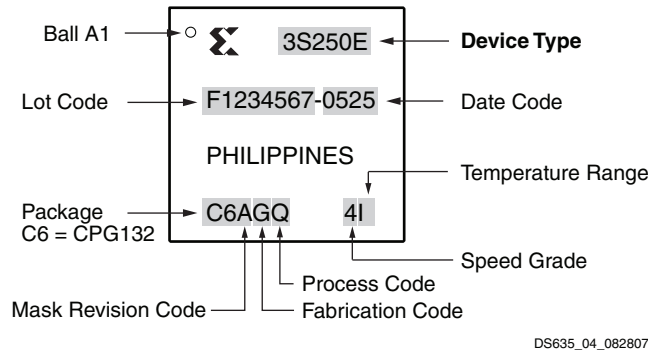 Ball A1
3S250E
Device Type
Lot Code
F1234567-0525
Date Code
PHILIPPINES
Temperature Range
Package
C6 = CPG132
C6AGQ
4I
Speed Grade
Process Code
Mask Revision Code
Fabrication Code
DS635_04_082807